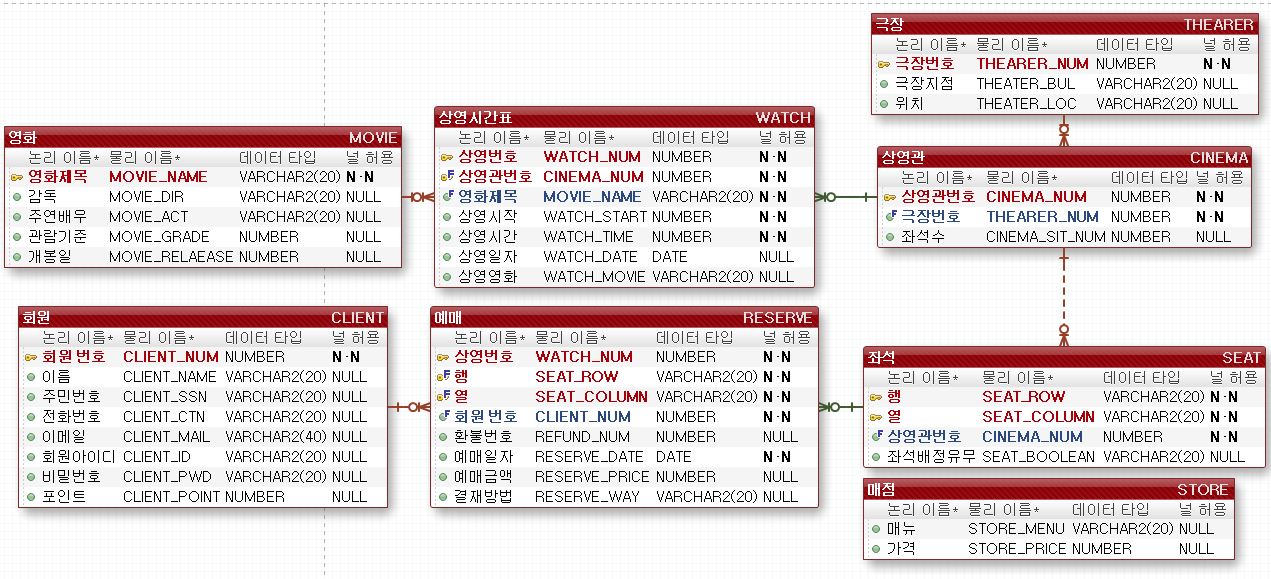 극장 THEARER
논리 이름* 물리 이름* 데이터 타입 널 허용
극장번호 THEARER_NUM NUMBER N·N
극장지점 THEATER_BUL VARCHAR2(20) NULL
위치 THEATER_LOC VARCHAR2(20) NULL
영화 MOVIE
논리 이름* 물리 이름* 데이터 타입 널 허용
영화제목 MOVIE_NAME VARCHAR2(20) N·N
감독 MOVIE_DIR VARCHAR2(20) NULL
주연배우 MOVIE_ACT VARCHAR2(20) NULL
관람기준 MOVIE_GRADE NUMBER NULL
개봉일 MOVIE_RELAEASE NUMBER NULL
상영시간표 WATCH
논리 이름* 물리 이름* 데이터 타입 널 허용
상영번호 WATCH_NUM NUMBER N·N
F 상영관번호 CINEMA_NUM NUMBER N·N
F 영화제목 MOVIE_NAME VARCHAR2(20) N·N
상영시작 WATCH_START NUMBER N·N
상영시간 WATCH_TIME NUMBER N·N
상영일자 WATCH_DATE DATE NULL
상영영화 WATCH_MOVIE VARCHAR2(20) NULL
상영관 CINEMA
논리 이름* 물리 이름* 데이터 타입 널 허용
상영관번호 CINEMA_NUM NUMBER N·N
F 극장번호 THEARER_NUM NUMBER N·N
좌석수 CINEMA_SIT_NUM NUMBER NULL
회원 CLIENT
논리 이름* 물리 이름* 데이터 타입 널 허용
회원 번호 CLIENT_NUM NUMBER N·N
이름 CLIENT_NAME VARCHAR2(20) NULL
주민번호 CLIENT_SSN VARCHAR2(20) NULL
전화번호 CLIENT_CTN VARCHAR2(20) NULL
이메일 CLIENT_MAIL VARCHAR2(40) NULL
회원아이디 CLIENT_ID VARCHAR2(20) NULL
비밀번호 CLIENT_PWD VARCHAR2(20) NULL
포인트 CLIENT_POINT NUMBER NULL
예매 RESERVE
논리 이름* 물리 이름* 데이터 타입 널 허용
상영번호 WATCH_NUM NUMBER N·N
F 행 SEAT_ROW VARCHAR2(20) N·N
F 열 SEAT_COLUMN VARCHAR2(20) N·N
F 회원 번호 CLIENT_NUM NUMBER N·N
환불번호 REFUND_NUM NUMBER NULL
예매일자 RESERVE_DATE DATE N·N
예매금액 RESERVE_PRICE NUMBER NULL
결재방법 RESERVE_WAY VARCHAR2(20) NULL
좌석 SEAT
논리 이름* 물리 이름* 데이터 타입 널 허용
행 SEAT_ROW VARCHAR2(20) N·N
열 SEAT_COLUMN VARCHAR2(20) N·N
F 상영관번호 CINEMA_NUM NUMBER N·N
좌석배정유무 SEAT_BOOLEAN VARCHAR2(20) NULL
매점 STORE
논리 이름* 물리 이름* 데이터 타입 널 허용
매뉴 STORE_MENU VARCHAR2(20) NULL
가격 STORE_PRICE NUMBER NULL